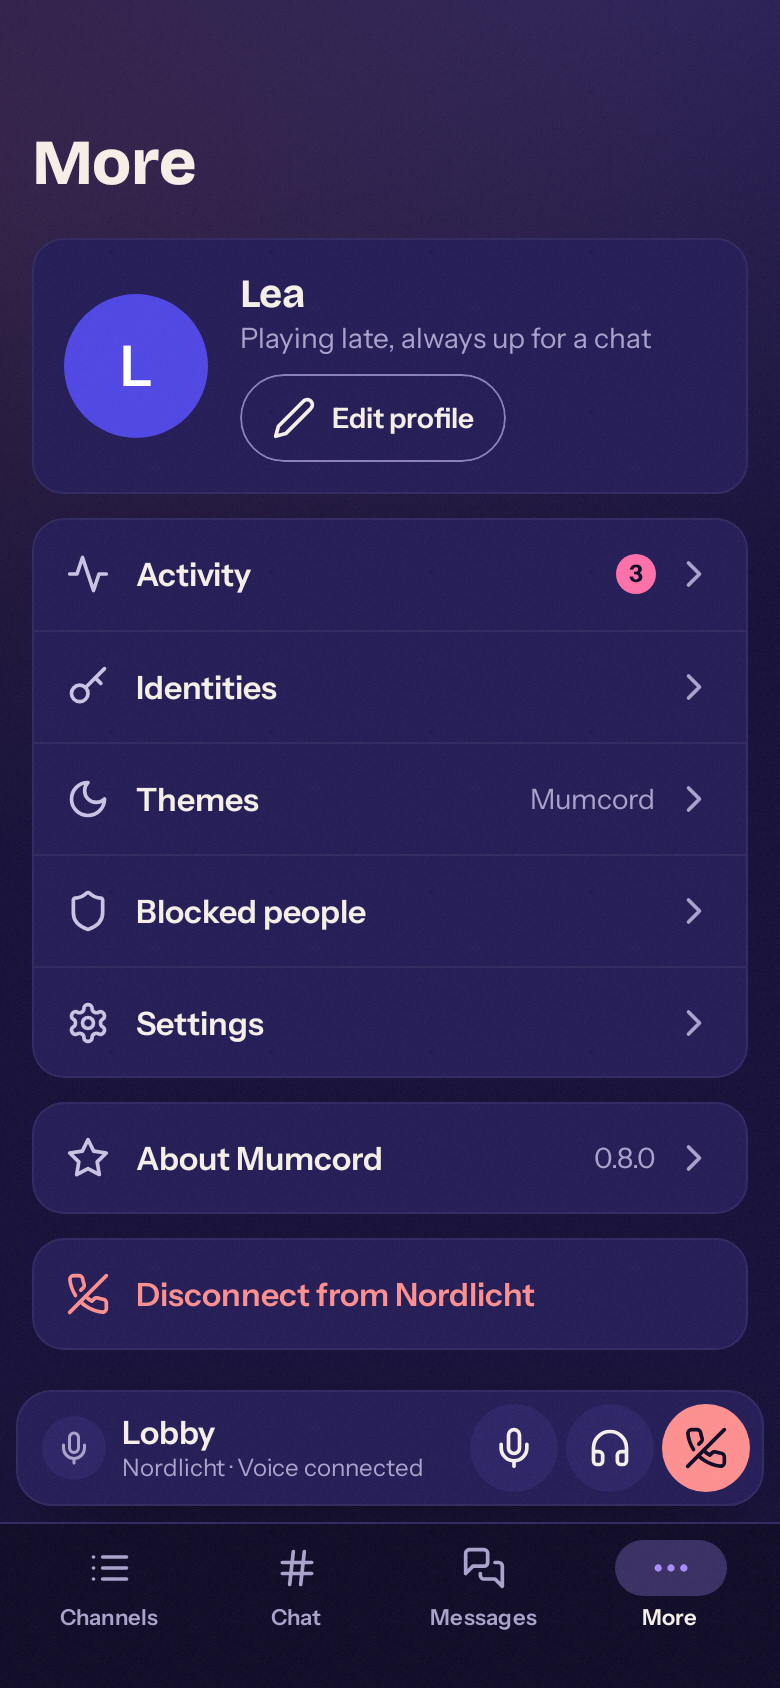 More
L
Lea
Playing late, always up for a chat
Edit profile
Activity
3
Identities
Themes
Mumcord
Blocked people
Settings
About Mumcord
0.8.0
Disconnect from Nordlicht
Lobby
Nordlicht · Voice connected
Channels
Chat
Messages
More